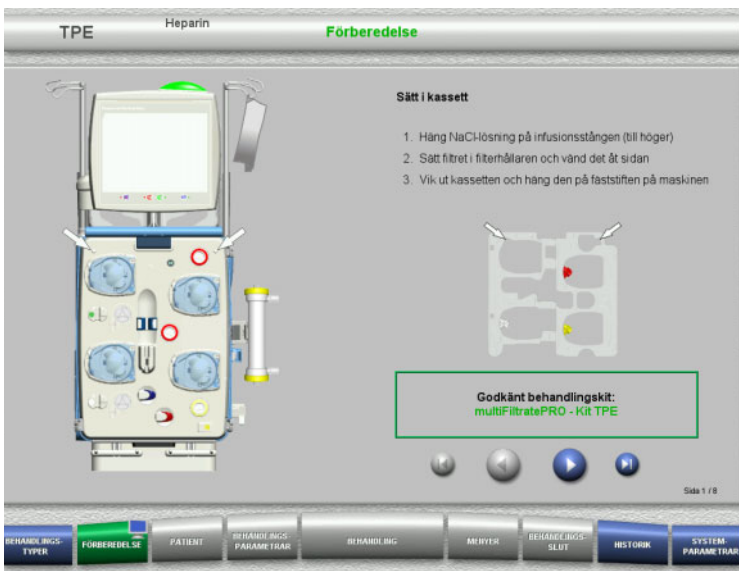 TPE
Heparin
Förberedelse
Sätt i kassett
1. Häng NaCl-lösning på infusionsstången (till höger)
2. Sätt filtret i filterhållaren och vänd det åt sidan
3. Vik ut kassetten och häng den på fäststiften på maskinen
Godkänt behandlingskit:
multiFiltratePRO - Kit TPE
Sida 1 / 8
BEHANDLINGS-
TYPER
FÖRBEREDELSE
PATIENT
BEHANDLINGS-
PARAMETRAR
BEHANDLING
MENYER
BEHANDLINGS-
SLUT
HISTORIK
SYSTEM-
PARAMETRAR